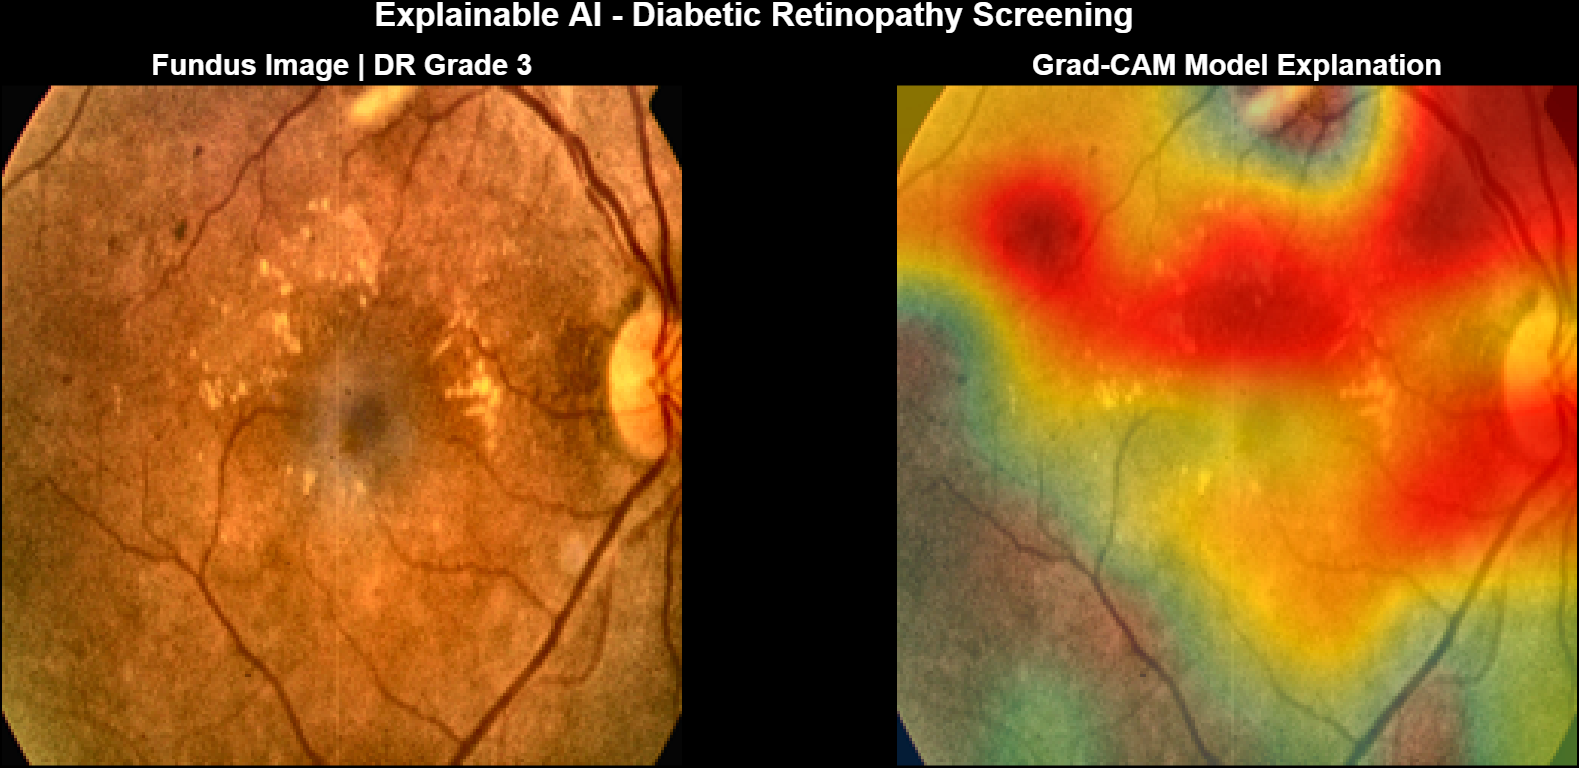 Explainable AI - Diabetic Retinopathy Screening
Fundus Image | DR Grade 3
Grad-CAM Model Explanation